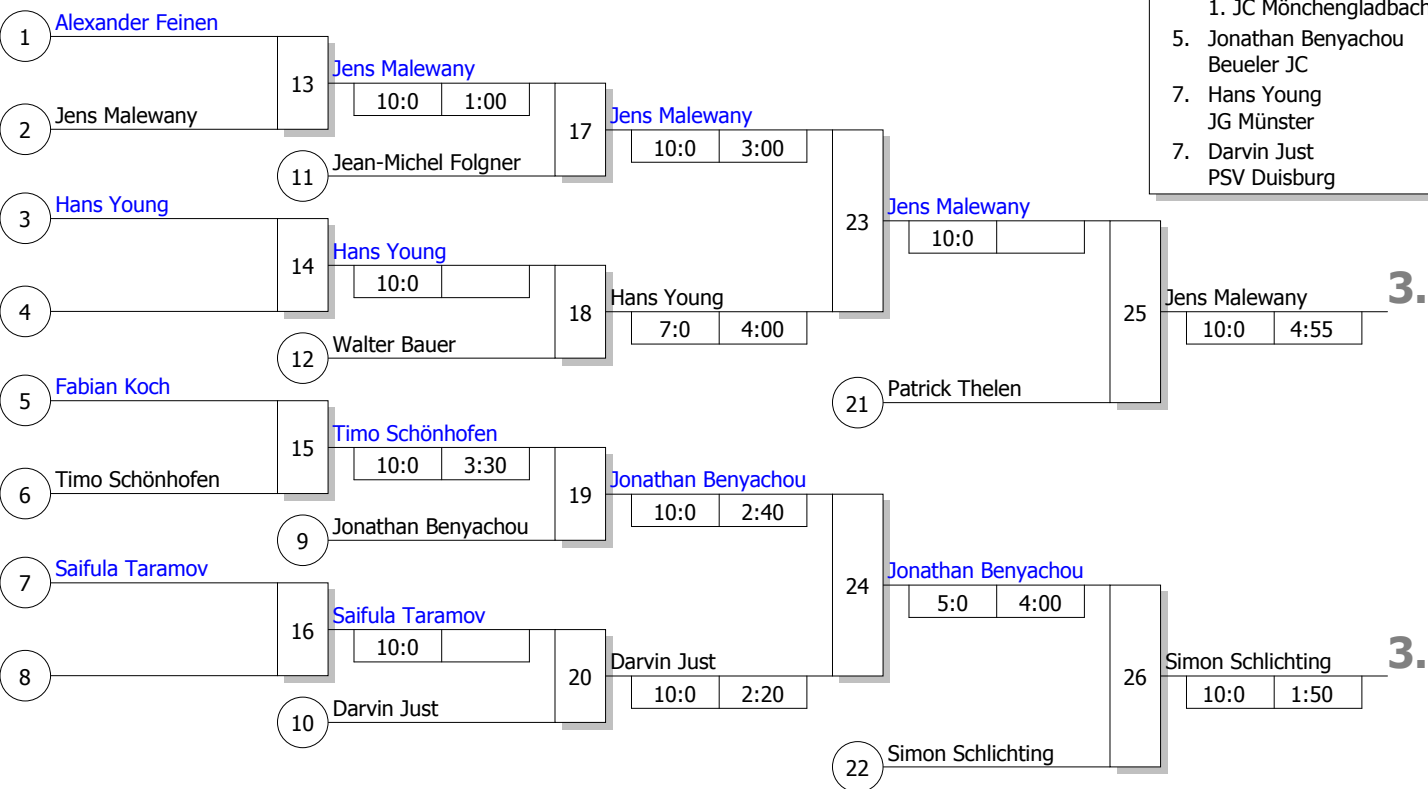 1. JC Mönchengladbach
5. Jonathan Benyachou
Beueler JC
7. Hans Young
JG Münster
7. Darvin Just
PSV Duisburg
1 Alexander Feinen
2 Jens Malewany
13 Jens Malewany
10:0 1:00
11 Jean-Michel Folgner
17 Jens Malewany
10:0 3:00
3 Hans Young
4
14 Hans Young
10:0
12 Walter Bauer
18 Hans Young
7:0 4:00
23 Jens Malewany
10:0
21 Patrick Thelen
25 Jens Malewany 3.
10:0 4:55
5 Fabian Koch
6 Timo Schönhofen
15 Timo Schönhofen
10:0 3:30
9 Jonathan Benyachou
19 Jonathan Benyachou
10:0 2:40
7 Saifula Taramov
8
16 Saifula Taramov
10:0
10 Darvin Just
20 Darvin Just
10:0 2:20
24 Jonathan Benyachou
5:0 4:00
22 Simon Schlichting
26 Simon Schlichting 3.
10:0 1:50